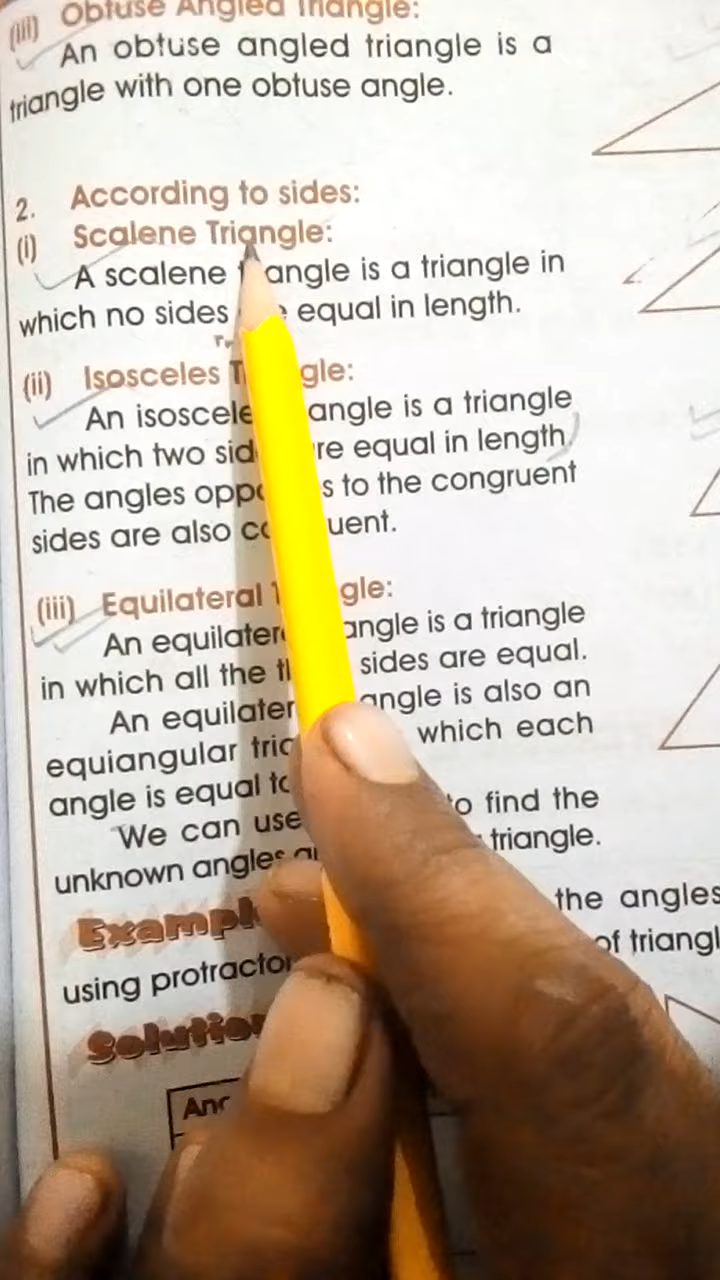 (iii) Obtuse Angled Triangle:
An obtuse angled triangle is a
triangle with one obtuse angle.
2. According to sides:
(i) Scalene Triangle:
A scalene angle is a triangle in
which no sides equal in length.
(ii) Isosceles gle:
An isoscele angle is a triangle
in which two sid re equal in length
The angles oppo s to the congruent
sides are also co uent.
(iii) Equilateral gle:
An equilater angle is a triangle
in which all the sides are equal.
An equilater angle is also an
equiangular which each
angle is equal to
We can use to find the
unknown angles triangle.
Exampl the angles
using protractor of triangl
Solution
Ang